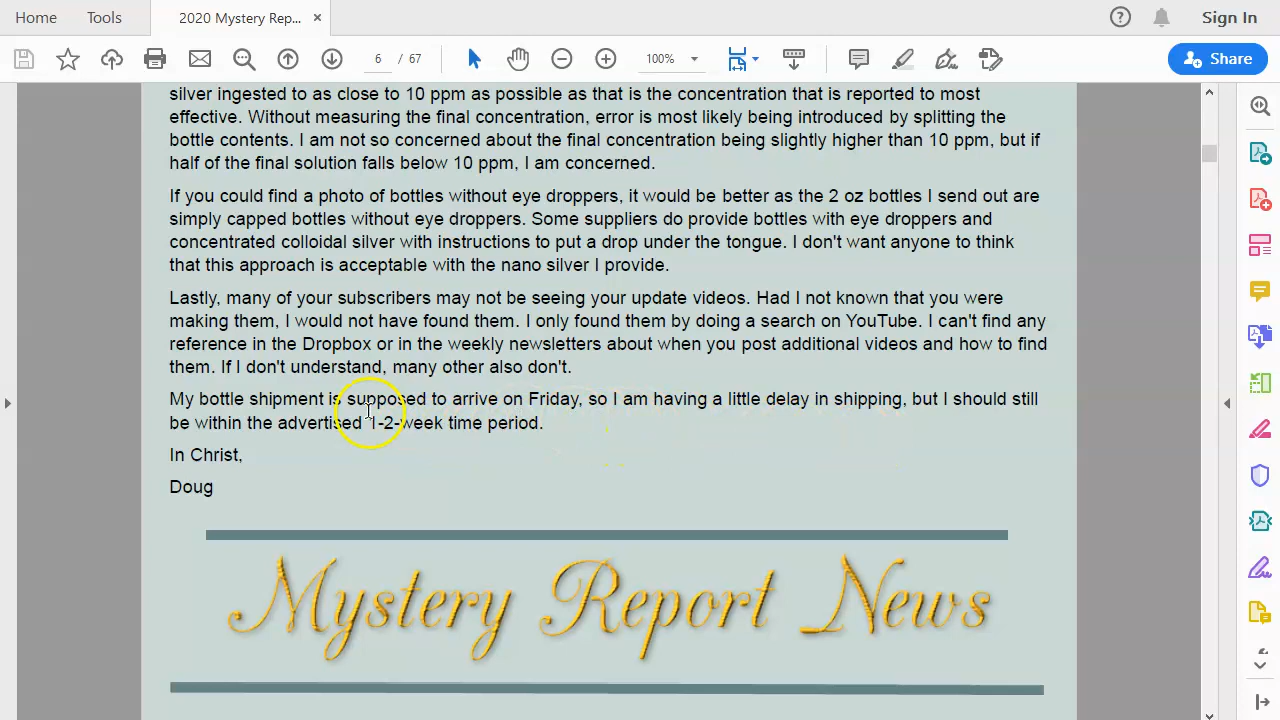 Home Tools 2020 Mystery Rep... × Sign In
6 / 67 100% Share
silver ingested to as close to 10 ppm as possible as that is the concentration that is reported to most
effective. Without measuring the final concentration, error is most likely being introduced by splitting the
bottle contents. I am not so concerned about the final concentration being slightly higher than 10 ppm, but if
half of the final solution falls below 10 ppm, I am concerned.
If you could find a photo of bottles without eye droppers, it would be better as the 2 oz bottles I send out are
simply capped bottles without eye droppers. Some suppliers do provide bottles with eye droppers and
concentrated colloidal silver with instructions to put a drop under the tongue. I don't want anyone to think
that this approach is acceptable with the nano silver I provide.
Lastly, many of your subscribers may not be seeing your update videos. Had I not known that you were
making them, I would not have found them. I only found them by doing a search on YouTube. I can't find any
reference in the Dropbox or in the weekly newsletters about when you post additional videos and how to find
them. If I don't understand, many other also don't.
My bottle shipment is supposed to arrive on Friday, so I am having a little delay in shipping, but I should still
be within the advertised 1-2-week time period.
In Christ,
Doug
Mystery Report News